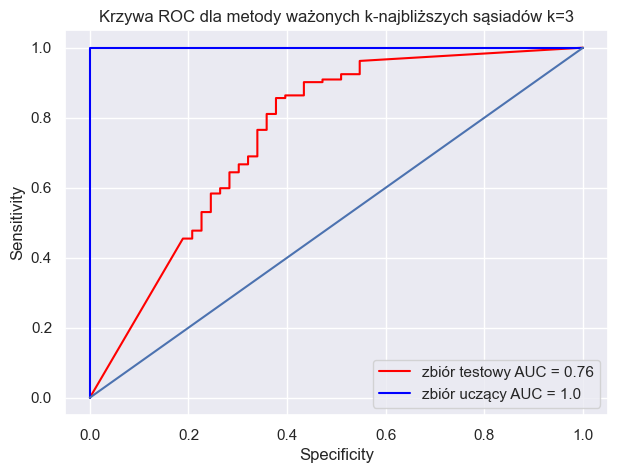 Krzywa ROC dla metody ważonych k-najbliższych sąsiadów k=3
1.0
0.8
0.6
0.4
0.2
0.0
Sensitivity
0.0 0.2 0.4 0.6 0.8 1.0
Specificity
zbiór testowy AUC = 0.76
zbiór uczący AUC = 1.0